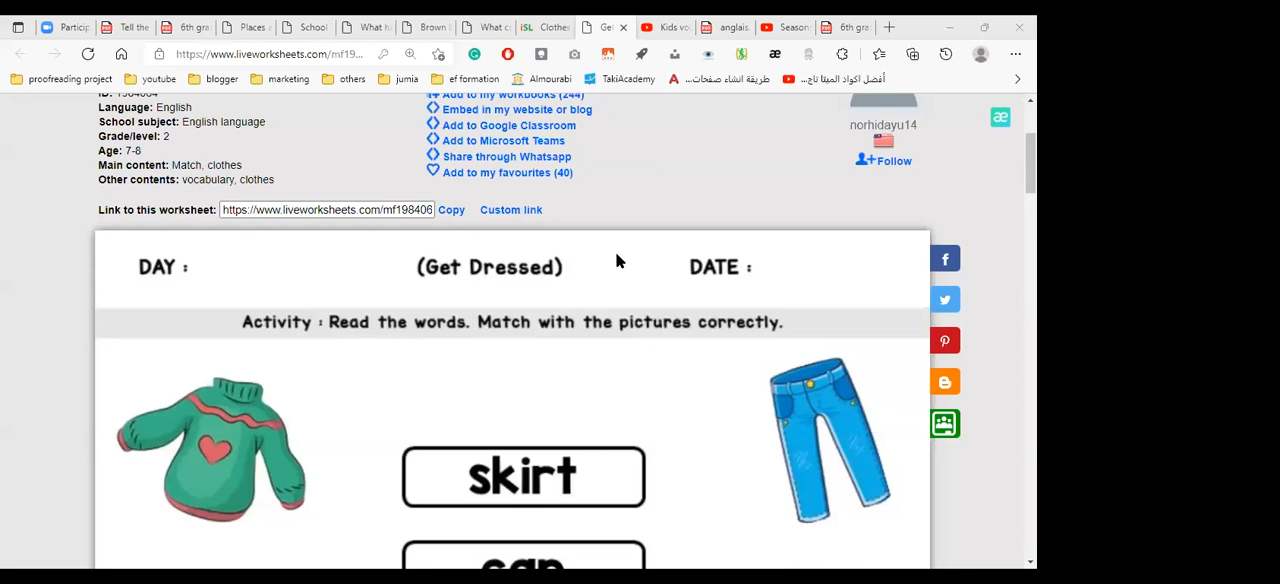 Particip
Tell the
6th gra
Places a
School
What h
Brown
What c
iSL Clothes
Get
Kids vo
anglais
Season
6th gra
https://www.liveworksheets.com/mf19...
proofreading project
youtube
blogger
marketing
others
jumia
ef formation
Almourabi
TakiAcademy
طريقة انشاء صفحات...
أفضل اكواد الميتا تاج...
Language: English
School subject: English language
Grade/level: 2
Age: 7-8
Main content: Match, clothes
Other contents: vocabulary, clothes
Add to my workbooks (244)
Embed in my website or blog
Add to Google Classroom
Add to Microsoft Teams
Share through Whatsapp
Add to my favourites (40)
norhidayu14
Follow
Link to this worksheet: https://www.liveworksheets.com/mf198406 Copy Custom link
DAY : (Get Dressed) DATE :
Activity : Read the words. Match with the pictures correctly.
skirt
cap